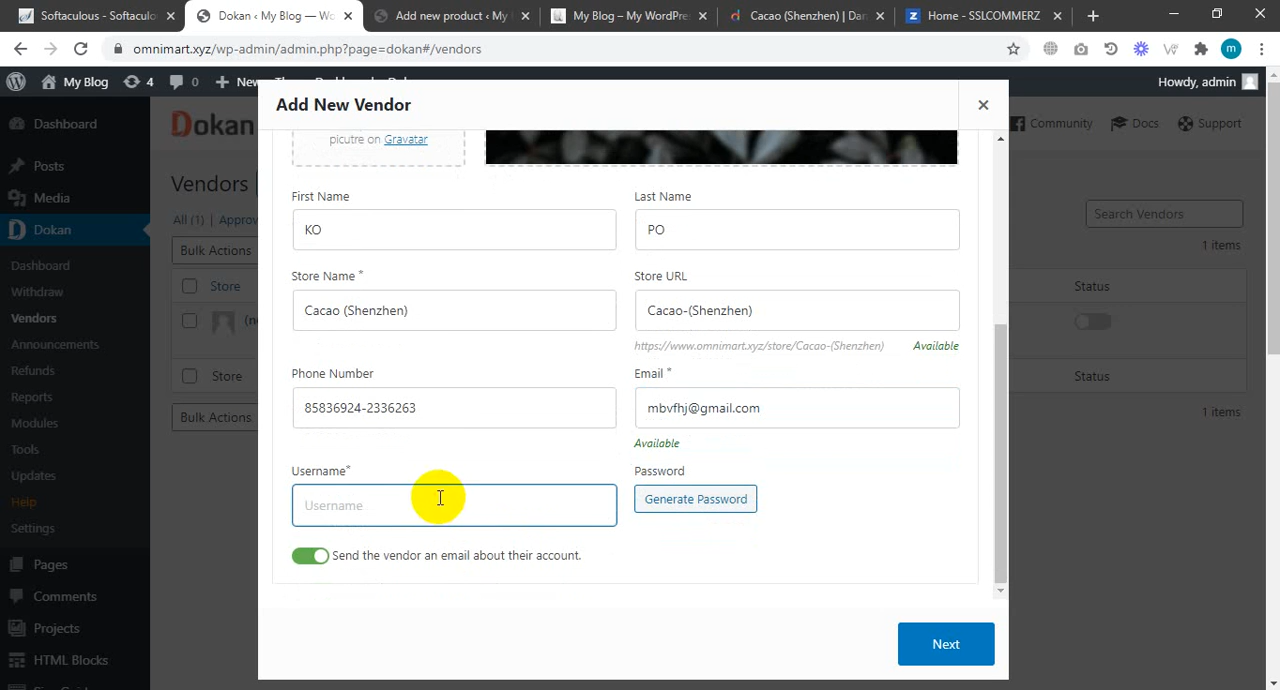 Softaculous - Softaculo
Dokan ‹ My Blog — Wo
Add new product ‹ My
My Blog – My WordPre
Cacao (Shenzhen) | Dar
Home - SSLCOMMERZ
omnimart.xyz/wp-admin/admin.php?page=dokan#/vendors
m
My Blog
4
0
New
Howdy, admin
Add New Vendor
Dashboard
Posts
Media
Dokan
Dashboard
Withdraw
Vendors
Announcements
Refunds
Reports
Modules
Tools
Updates
Help
Settings
Pages
Comments
Projects
HTML Blocks
Dokan
Community
Docs
Support
Vendors
All (1) | Approv
Search Vendors
Bulk Actions
1 items
Store
Status
(no
Store
Status
Bulk Actions
1 items
picutre on Gravatar
First Name
Last Name
KO
PO
Store Name *
Store URL
Cacao (Shenzhen)
Cacao-(Shenzhen)
https://www.omnimart.xyz/store/Cacao-(Shenzhen)
Available
Phone Number
Email *
85836924-2336263
mbvfhj@gmail.com
Available
Username*
Password
Username
Generate Password
Send the vendor an email about their account.
Next